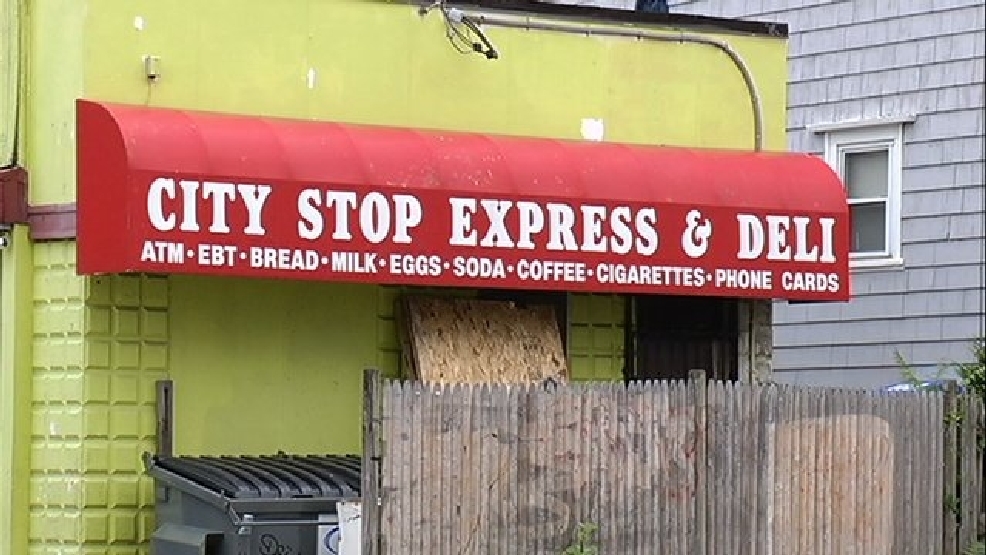 CITY STOP EXPRESS & DELI
ATM • EBT • BREAD • MILK • EGGS • SODA • COFFEE • CIGARETTES • PHONE CARDS